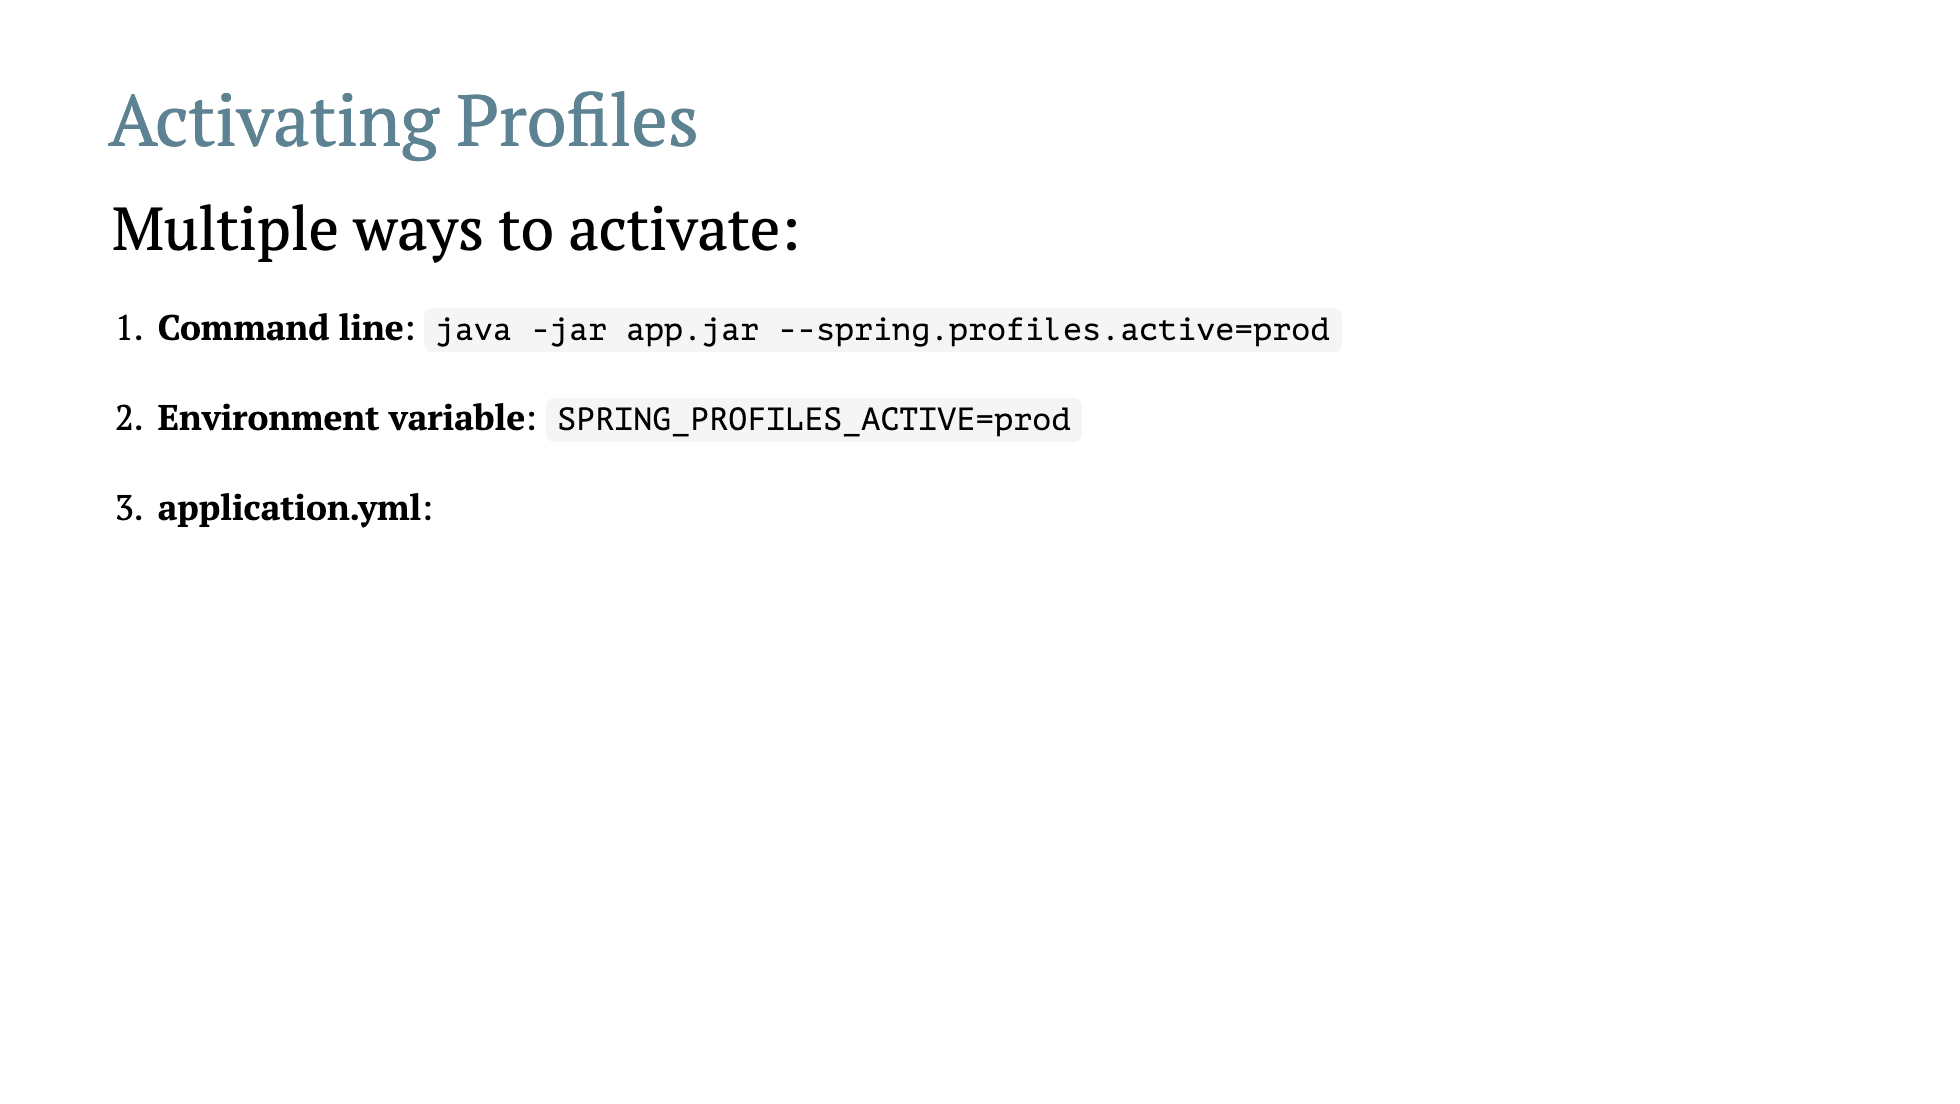 Activating Profiles
Multiple ways to activate:
1. Command line: java -jar app.jar --spring.profiles.active=prod
2. Environment variable: SPRING_PROFILES_ACTIVE=prod
3. application.yml: